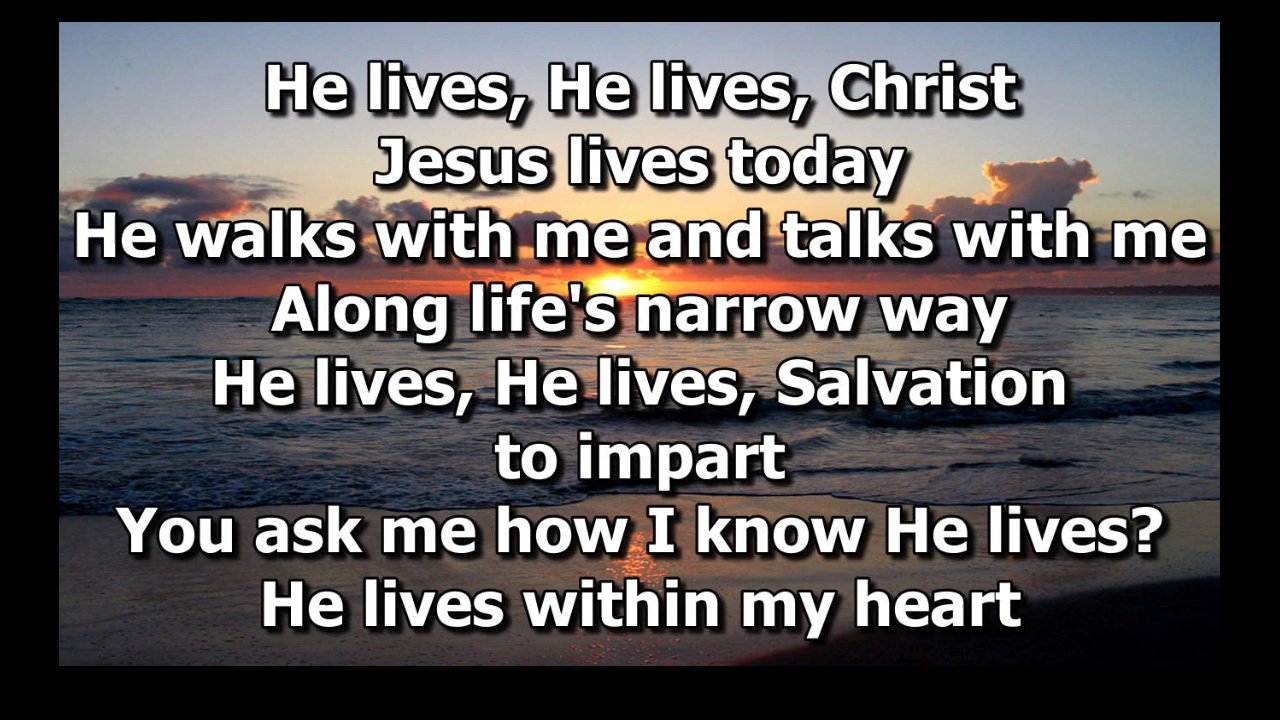 He lives, He lives, Christ
Jesus lives today
He walks with me and talks with me
Along life's narrow way
He lives, He lives, Salvation
to impart
You ask me how I know He lives?
He lives within my heart